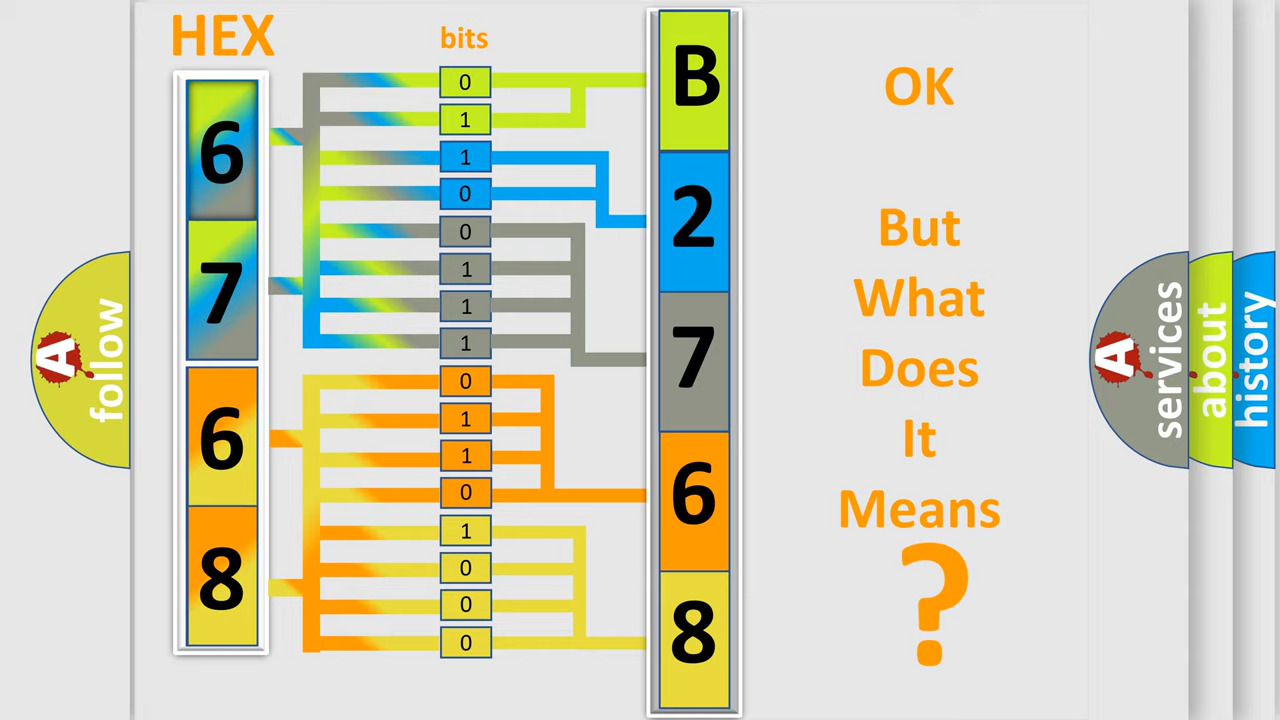 HEX
bits
6
7
6
8
0
1
1
0
0
1
1
1
0
1
1
0
1
0
0
0
B
2
7
6
8
OK
But
What
Does
It
Means
?
A
follow
A
services
about
history